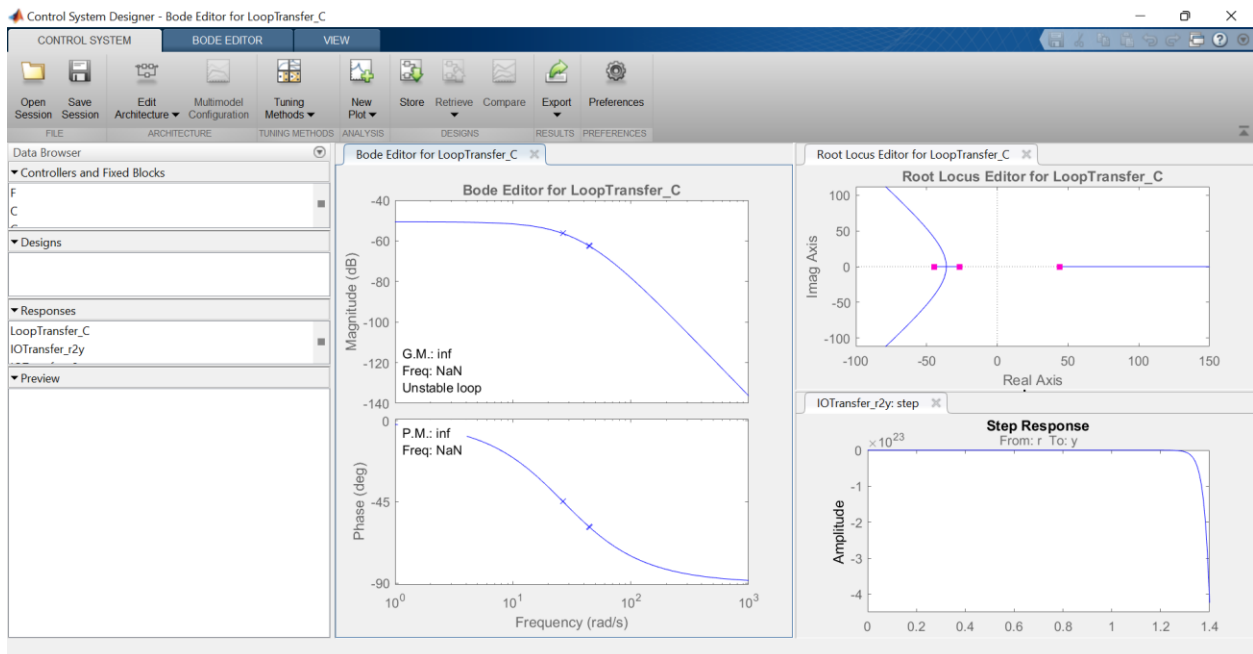 Control System Designer - Bode Editor for LoopTransfer_C
CONTROL SYSTEM BODE EDITOR VIEW
Open Session
Save Session
Edit Architecture
Multimodel Configuration
Tuning Methods
New Plot
Store
Retrieve
Compare
Export
Preferences
FILE ARCHITECTURE TUNING METHODS ANALYSIS DESIGNS RESULTS PREFERENCES
Data Browser
Controllers and Fixed Blocks
F
C
Designs
Responses
LoopTransfer_C
IOTransfer_r2y
Preview
Bode Editor for LoopTransfer_C
Bode Editor for LoopTransfer_C
Magnitude (dB)
-40
-60
-80
-100
-120
-140
G.M.: inf
Freq: NaN
Unstable loop
Phase (deg)
0
-45
-90
P.M.: inf
Freq: NaN
10^0 10^1 10^2 10^3
Frequency (rad/s)
Root Locus Editor for LoopTransfer_C
Root Locus Editor for LoopTransfer_C
Imag Axis
100
50
0
-50
-100
-100 -50 0 50 100 150
Real Axis
IOTransfer_r2y: step
Step Response
From: r To: y
×10^23
Amplitude
0
-1
-2
-3
-4
0 0.2 0.4 0.6 0.8 1 1.2 1.4